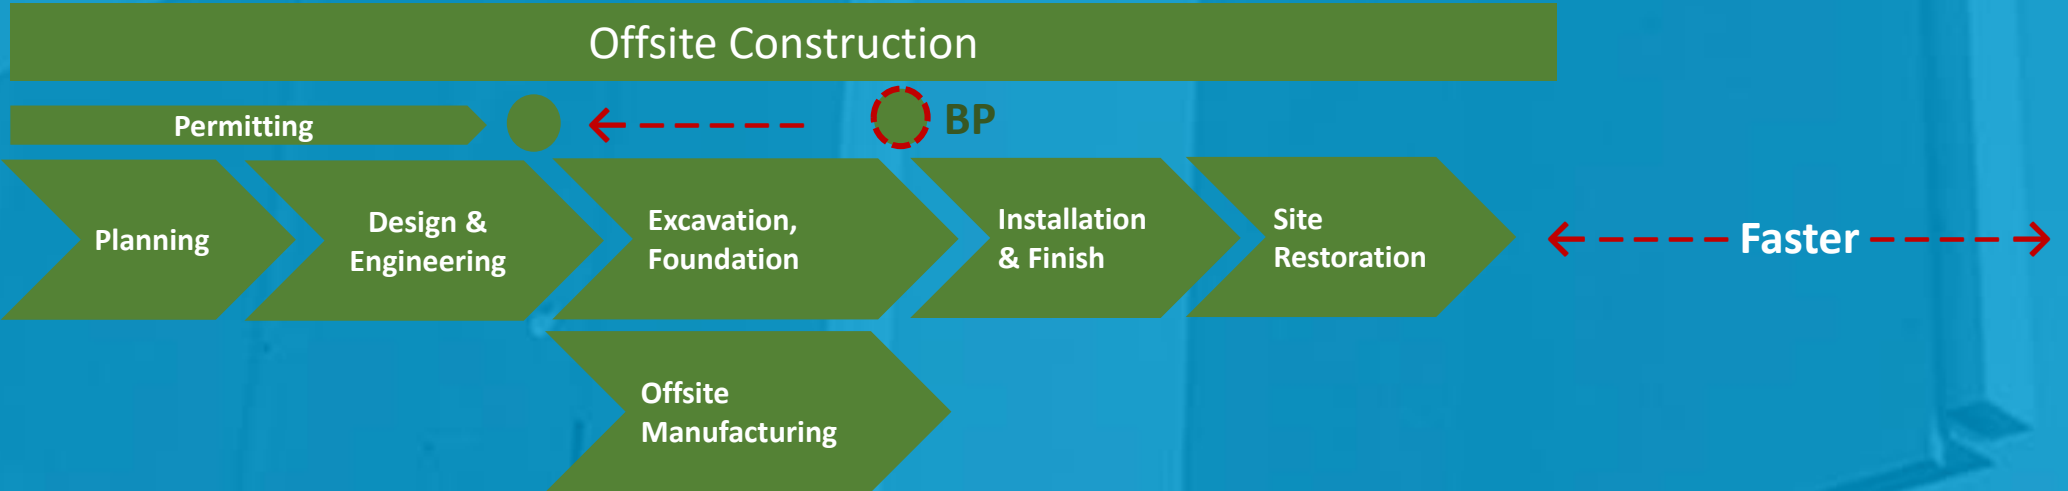 Offsite Construction
Permitting
BP
Planning
Design &
Engineering
Excavation,
Foundation
Installation
& Finish
Site
Restoration
Faster
Offsite
Manufacturing